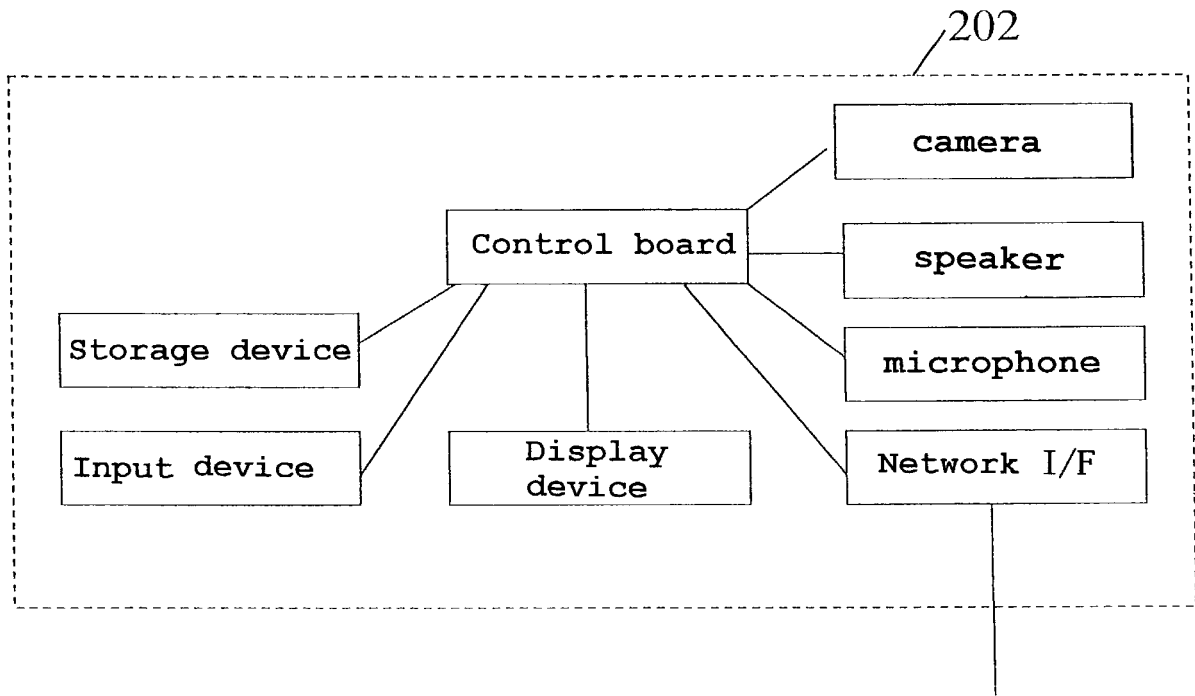 202
camera
Control board
speaker
Storage device
microphone
Input device
Display
device
Network I/F